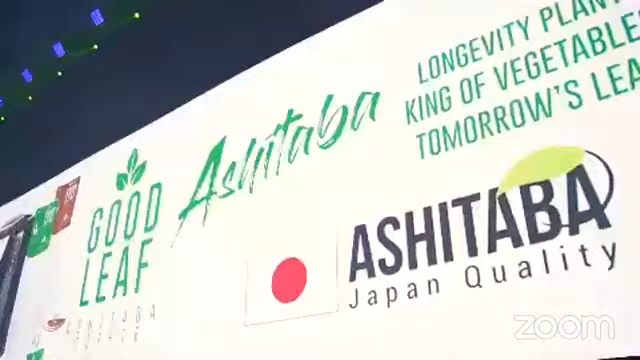 LONGEVITY PLANT
KING OF VEGETABLES
TOMORROW'S LEA
Ashitaba
GOOD
LEAF
ASHITABA
Japan Quality
zoom